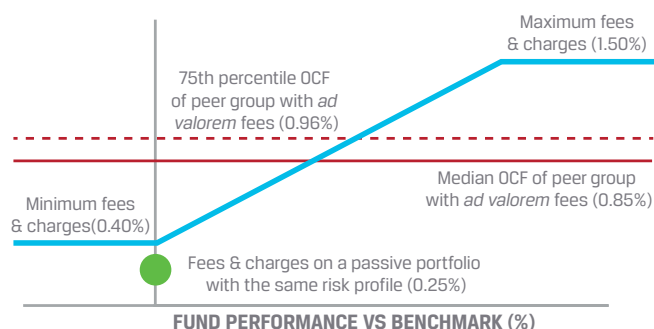 Maximum fees
& charges (1.50%)
75th percentile OCF
of peer group with ad
valorem fees (0.96%)
Median OCF of peer group
with ad valorem fees (0.85%)
Minimum fees
& charges(0.40%)
Fees & charges on a passive portfolio
with the same risk profile (0.25%)
FUND PERFORMANCE VS BENCHMARK (%)